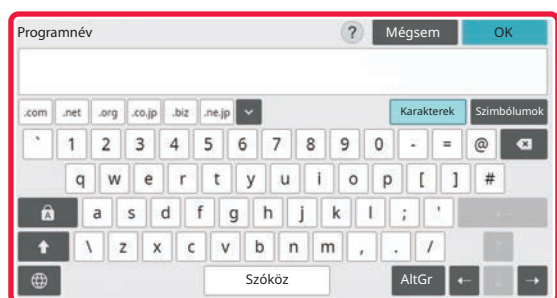 Programnév ? Mégsem OK
.com .net .org .co.jp .biz .ne.jp Karakterek Szimbólumok
` 1 2 3 4 5 6 7 8 9 0 - = @
q w e r t y u i o p [ ] #
A a s d f g h j k l ; '
\ z x c v b n m , . /
Szóköz AltGr